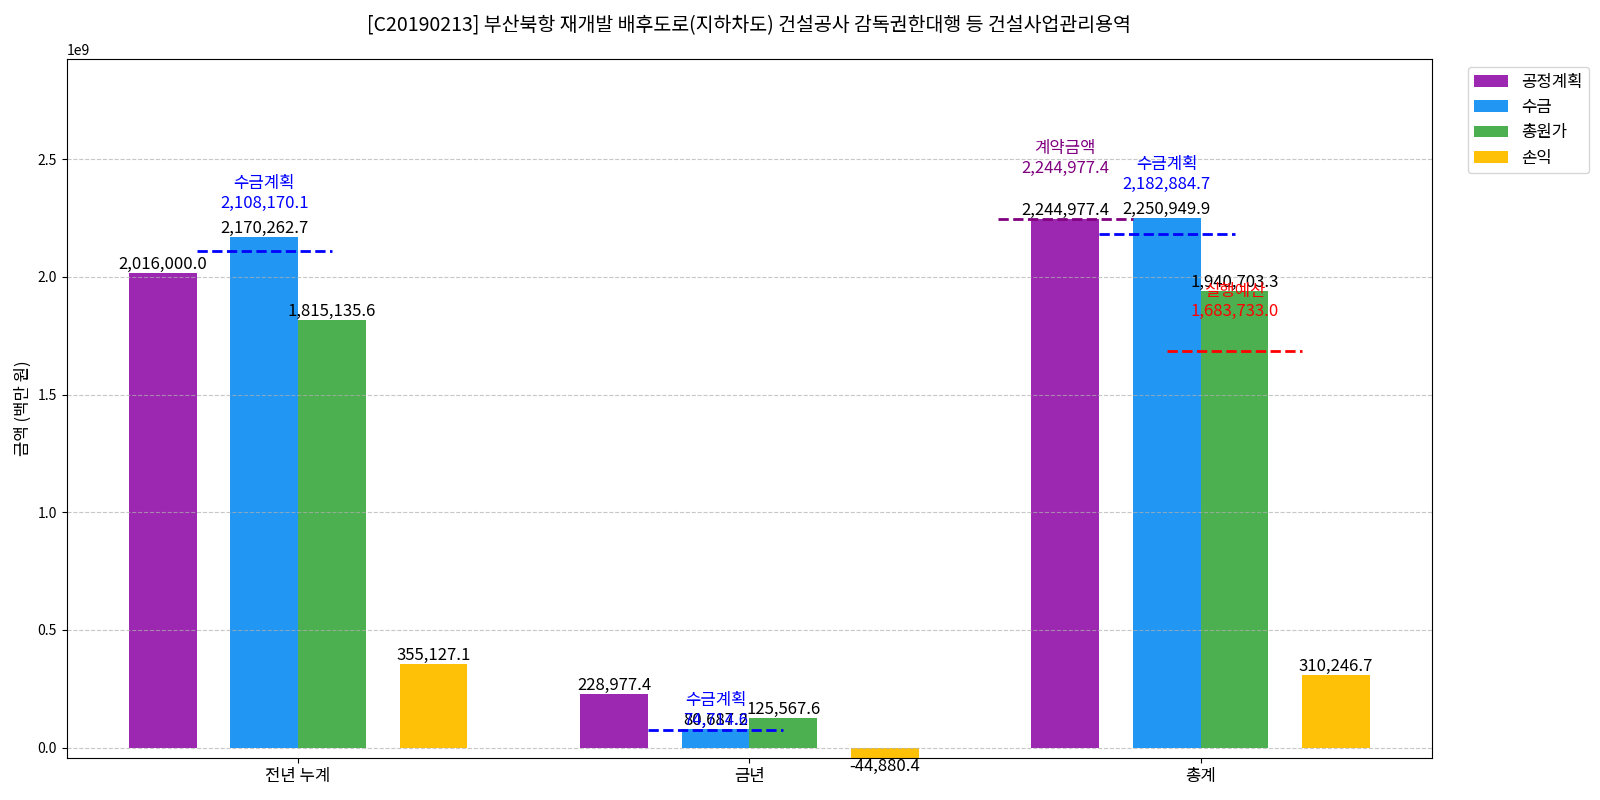 [C20190213] 부산북항 재개발 배후도로(지하차도) 건설공사 감독권한대행 등 건설사업관리용역
1e9
공정계획
수금
총원가
손익
금액 (백만 원)
2.5
2.0
1.5
1.0
0.5
0.0
수금계획
2,108,170.1
2,170,262.7
2,016,000.0
1,815,135.6
355,127.1
228,977.4
수금계획
125,567.6
-44,880.4
계약금액
2,244,977.4
수금계획
2,182,884.7
2,244,977.4
2,250,949.9
1,940,703.3
실행예산
1,683,733.0
310,246.7
전년 누계
금년
총계